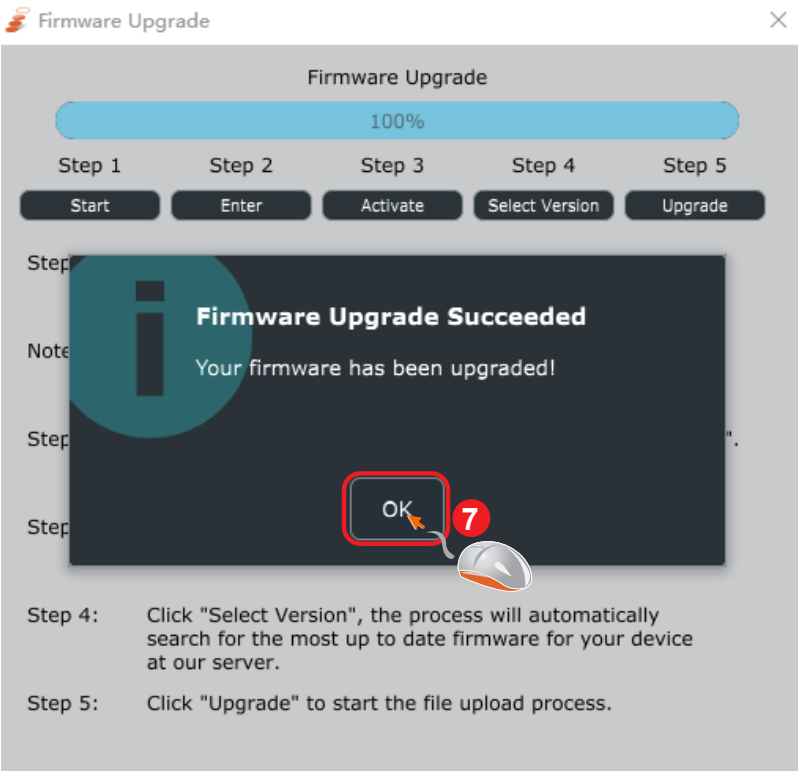 Firmware Upgrade
Firmware Upgrade
100%
Step 1 Step 2 Step 3 Step 4 Step 5
Start Enter Activate Select Version Upgrade
Step
Firmware Upgrade Succeeded
Note
Your firmware has been upgraded!
Step
".
OK
7
Step
Step 4: Click "Select Version", the process will automatically
search for the most up to date firmware for your device
at our server.
Step 5: Click "Upgrade" to start the file upload process.